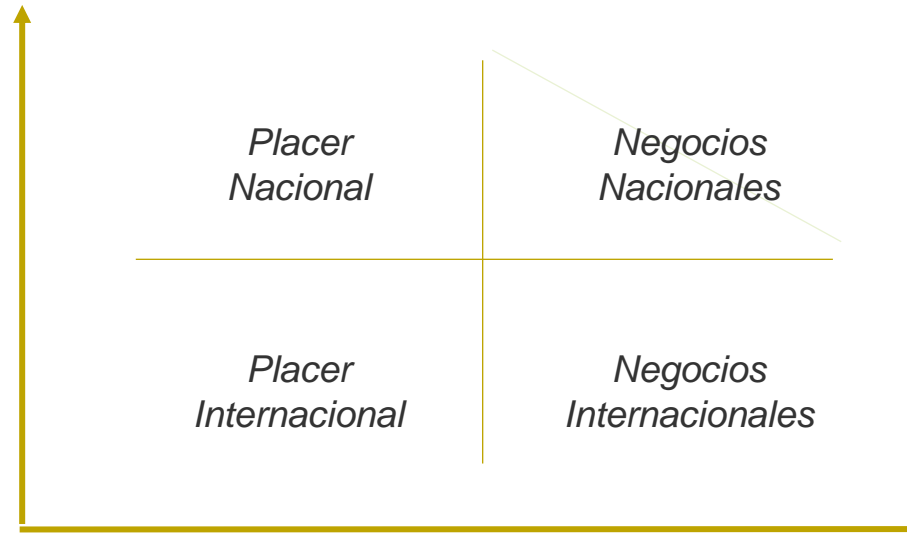 Placer
Nacional
Negocios
Nacionales
Placer
Internacional
Negocios
Internacionales